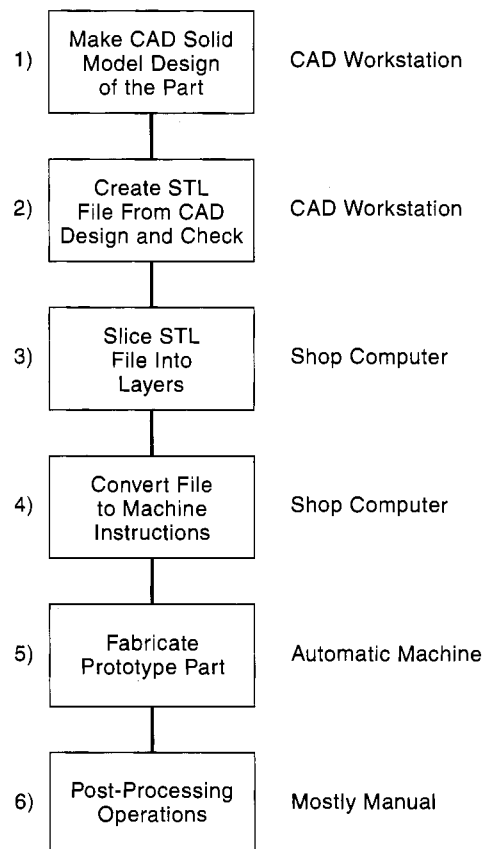 1)
Make CAD Solid
Model Design
of the Part
CAD Workstation
2)
Create STL
File From CAD
Design and Check
CAD Workstation
3)
Slice STL
File Into
Layers
Shop Computer
4)
Convert File
to Machine
Instructions
Shop Computer
5)
Fabricate
Prototype Part
Automatic Machine
6)
Post-Processing
Operations
Mostly Manual